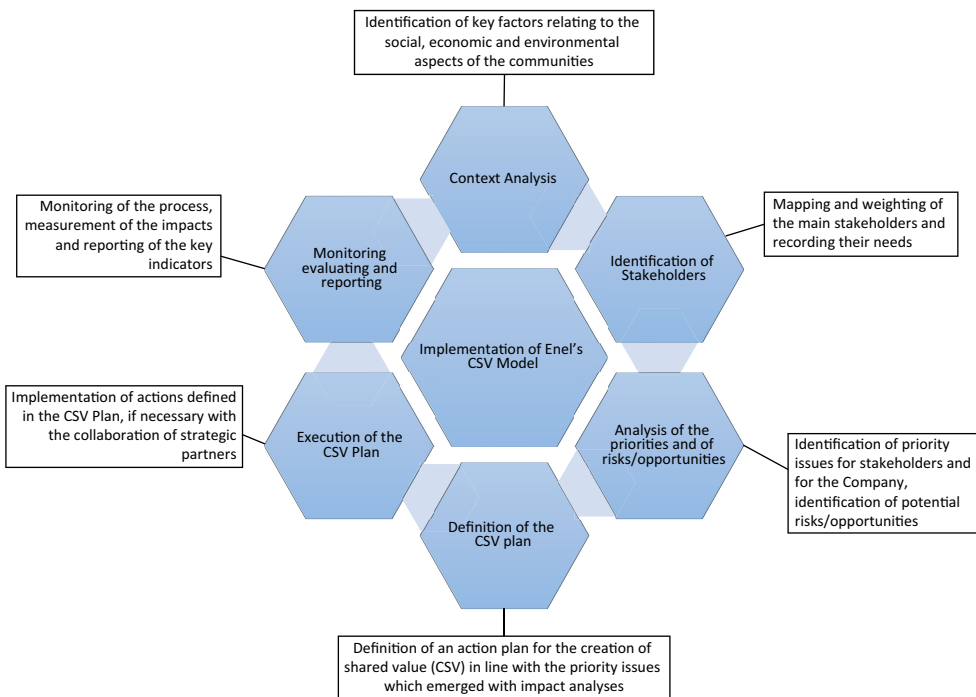 Identification of key factors relating to the
social, economic and environmental
aspects of the communities
Context Analysis
Mapping and weighting of
the main stakeholders and
recording their needs
Identification of
Stakeholders
Analysis of the
priorities and of
risks/opportunities
Identification of priority
issues for stakeholders and
for the Company,
identification of potential
risks/opportunities
Definition of the
CSV plan
Definition of an action plan for the creation of
shared value (CSV) in line with the priority issues
which emerged with impact analyses
Execution of the
CSV Plan
Implementation of actions defined
in the CSV Plan, if necessary with
the collaboration of strategic
partners
Monitoring
evaluating and
reporting
Monitoring of the process,
measurement of the impacts
and reporting of the key
indicators
Implementation of Enel's
CSV Model